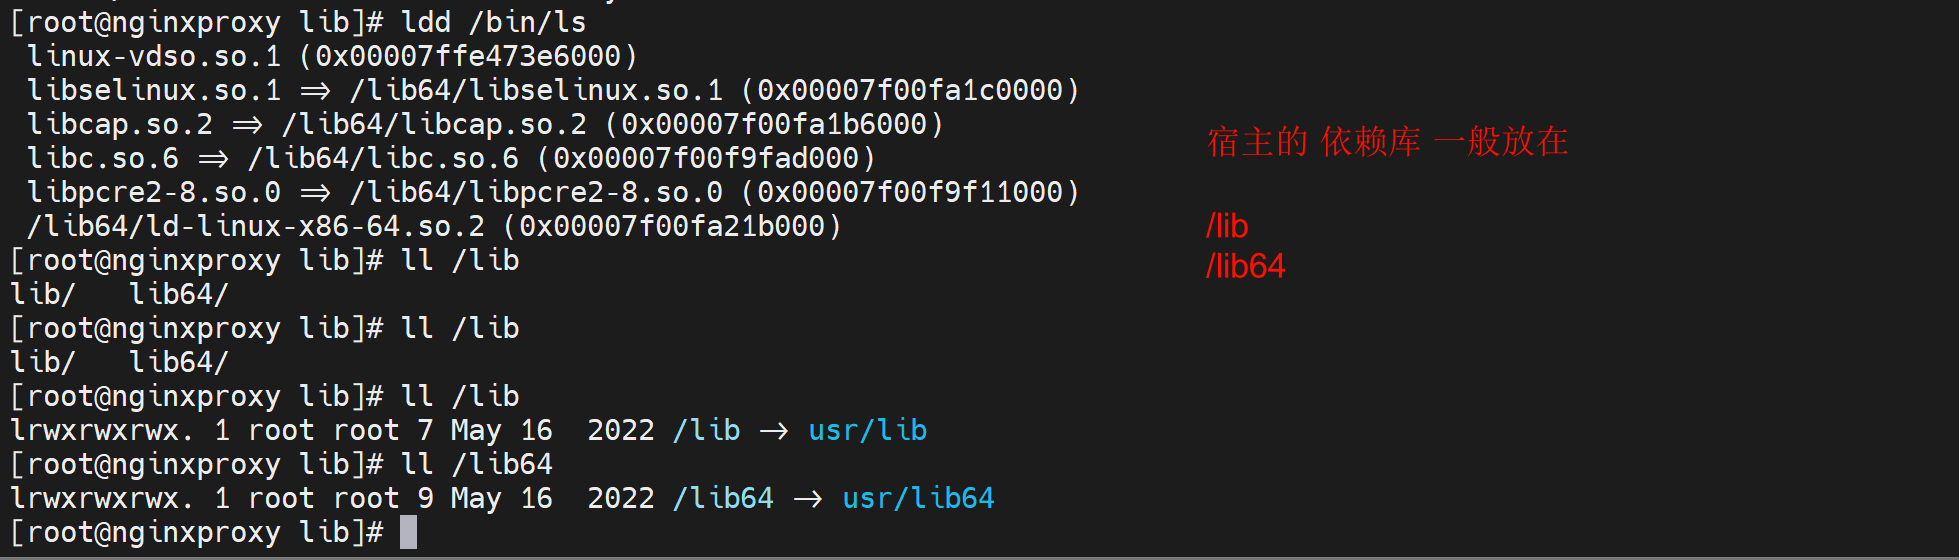 [root@nginxproxy lib]# ldd /bin/ls
linux-vdso.so.1 (0x00007ffe473e6000)
libselinux.so.1 => /lib64/libselinux.so.1 (0x00007f00fa1c0000)
libcap.so.2 => /lib64/libcap.so.2 (0x00007f00fa1b6000)
宿主的 依赖库 一般放在
libc.so.6 => /lib64/libc.so.6 (0x00007f00f9fad000)
libpcre2-8.so.0 => /lib64/libpcre2-8.so.0 (0x00007f00f9f11000)
/lib64/ld-linux-x86-64.so.2 (0x00007f00fa21b000)
/lib
[root@nginxproxy lib]# ll /lib
/lib64
lib/   lib64/
[root@nginxproxy lib]# ll /lib
lib/   lib64/
[root@nginxproxy lib]# ll /lib
lrwxrwxrwx. 1 root root 7 May 16  2022 /lib -> usr/lib
[root@nginxproxy lib]# ll /lib64
lrwxrwxrwx. 1 root root 9 May 16  2022 /lib64 -> usr/lib64
[root@nginxproxy lib]#